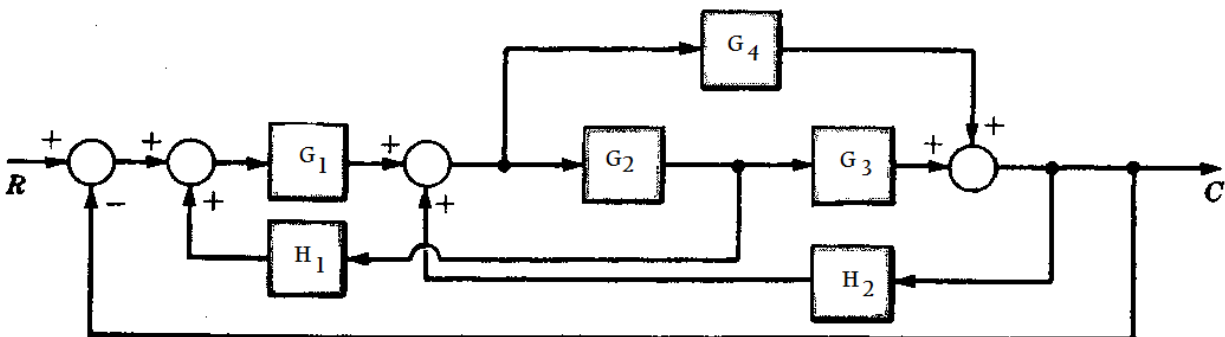 G4
+
+ + + + +
G1 G2 G3
R C
- + +
H1
H2